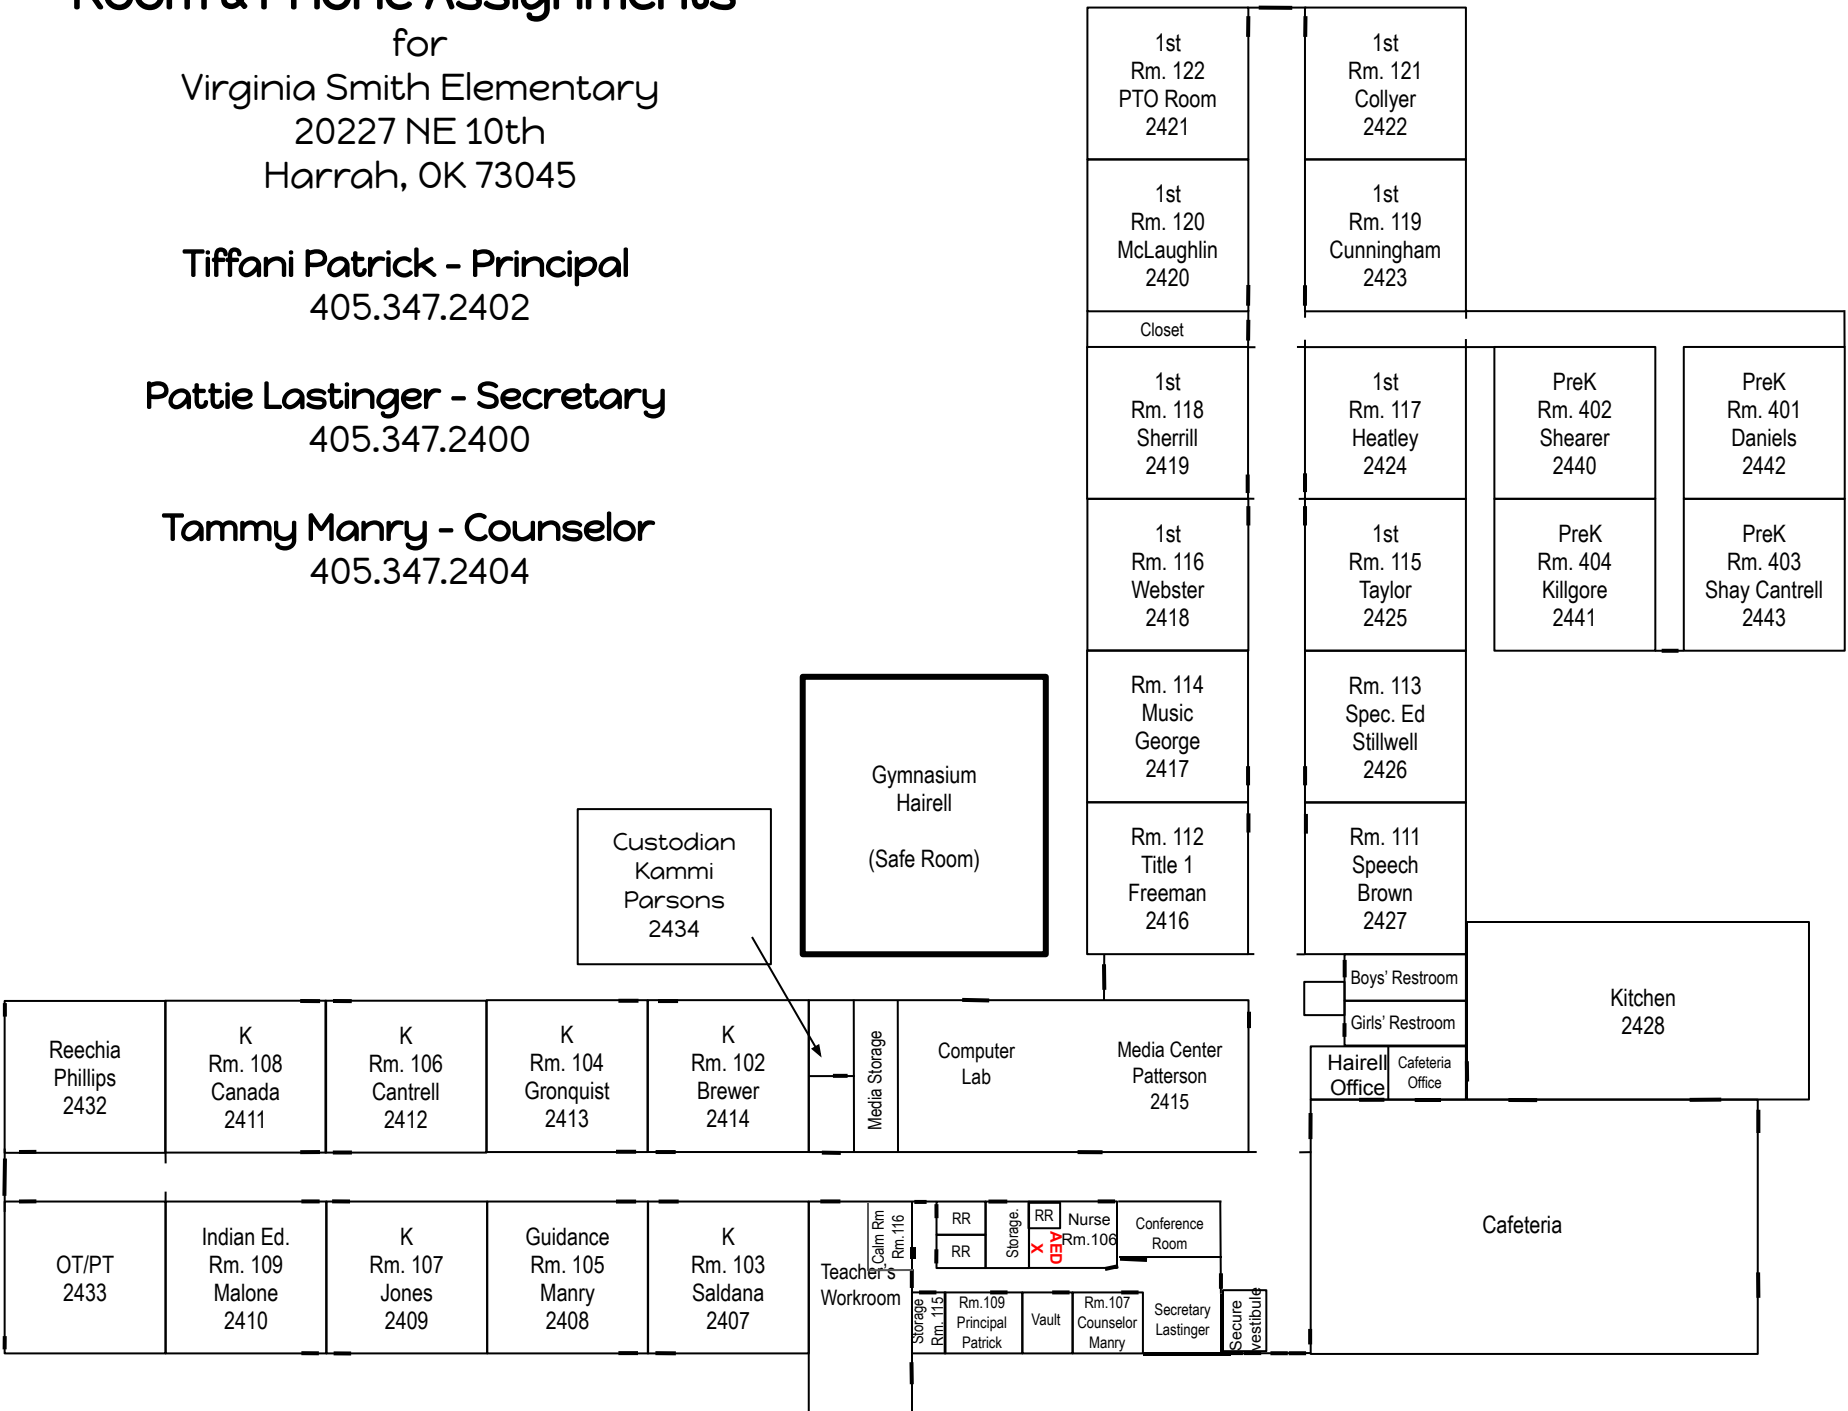 Room & Phone Assignments
for
Virginia Smith Elementary
20227 NE 10th
Harrah, OK 73045
Tiffani Patrick - Principal
405.347.2402
Pattie Lastinger - Secretary
405.347.2400
Tammy Manry - Counselor
405.347.2404
1st
Rm. 122
PTO Room
2421
1st
Rm. 121
Collyer
2422
1st
Rm. 120
McLaughlin
2420
1st
Rm. 119
Cunningham
2423
Closet
1st
Rm. 118
Sherrill
2419
1st
Rm. 117
Heatley
2424
PreK
Rm. 402
Shearer
2440
PreK
Rm. 401
Daniels
2442
1st
Rm. 116
Webster
2418
1st
Rm. 115
Taylor
2425
PreK
Rm. 404
Killgore
2441
PreK
Rm. 403
Shay Cantrell
2443
Rm. 114
Music
George
2417
Rm. 113
Spec. Ed
Stillwell
2426
Gymnasium
Hairell
(Safe Room)
Custodian
Kammi
Parsons
2434
Rm. 112
Title 1
Freeman
2416
Rm. 111
Speech
Brown
2427
Boys' Restroom
Girls' Restroom
Kitchen
2428
Hairell
Office
Cafeteria
Office
Reechia
Phillips
2432
K
Rm. 108
Canada
2411
K
Rm. 106
Cantrell
2412
K
Rm. 104
Gronquist
2413
K
Rm. 102
Brewer
2414
Media Storage
Computer
Lab
Media Center
Patterson
2415
OT/PT
2433
Indian Ed.
Rm. 109
Malone
2410
K
Rm. 107
Jones
2409
Guidance
Rm. 105
Manry
2408
K
Rm. 103
Saldana
2407
Teacher's
Workroom
Calm Rm
Rm.116
RR
RR
Storage.
RR
AED
X
Nurse
Rm.106
Conference
Room
Storage
Rm. 115
Rm.109
Principal
Patrick
Vault
Rm.107
Counselor
Manry
Secretary
Lastinger
Secure
vestibule
Cafeteria